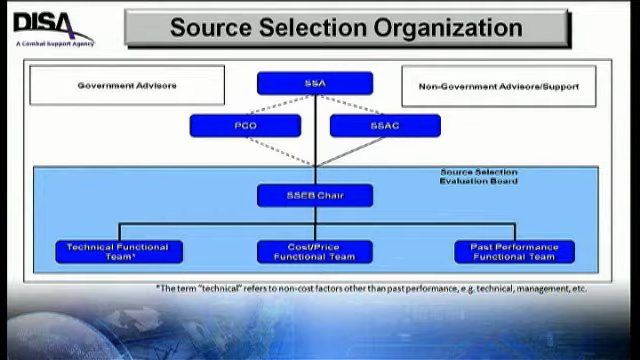 DISA
A Combat Support Agency
Source Selection Organization
Government Advisors
SSA
Non-Government Advisors/Support
PCO
SSAC
Source Selection
Evaluation Board
SSEB Chair
Technical Functional
Team*
Cost/Price
Functional Team
Past Performance
Functional Team
*The term "technical" refers to non-cost factors other than past performance, e.g. technical, management, etc.